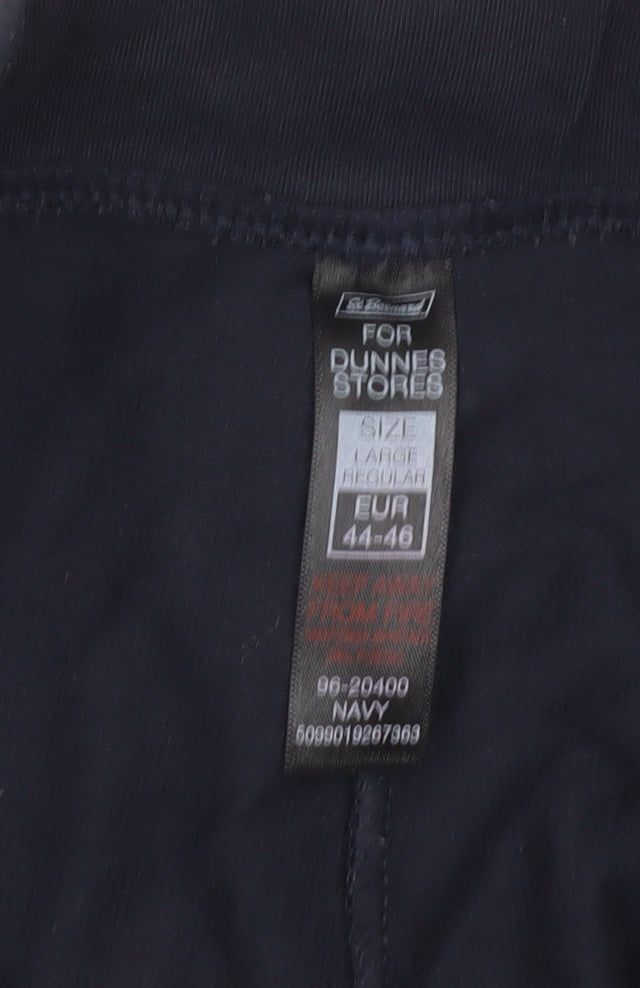 St Bernard
FOR
DUNNES
STORES
SIZE
LARGE
REGULAR
EUR
44-46
KEEP AWAY
FROM FIRE
96-20400
NAVY
5099019267363